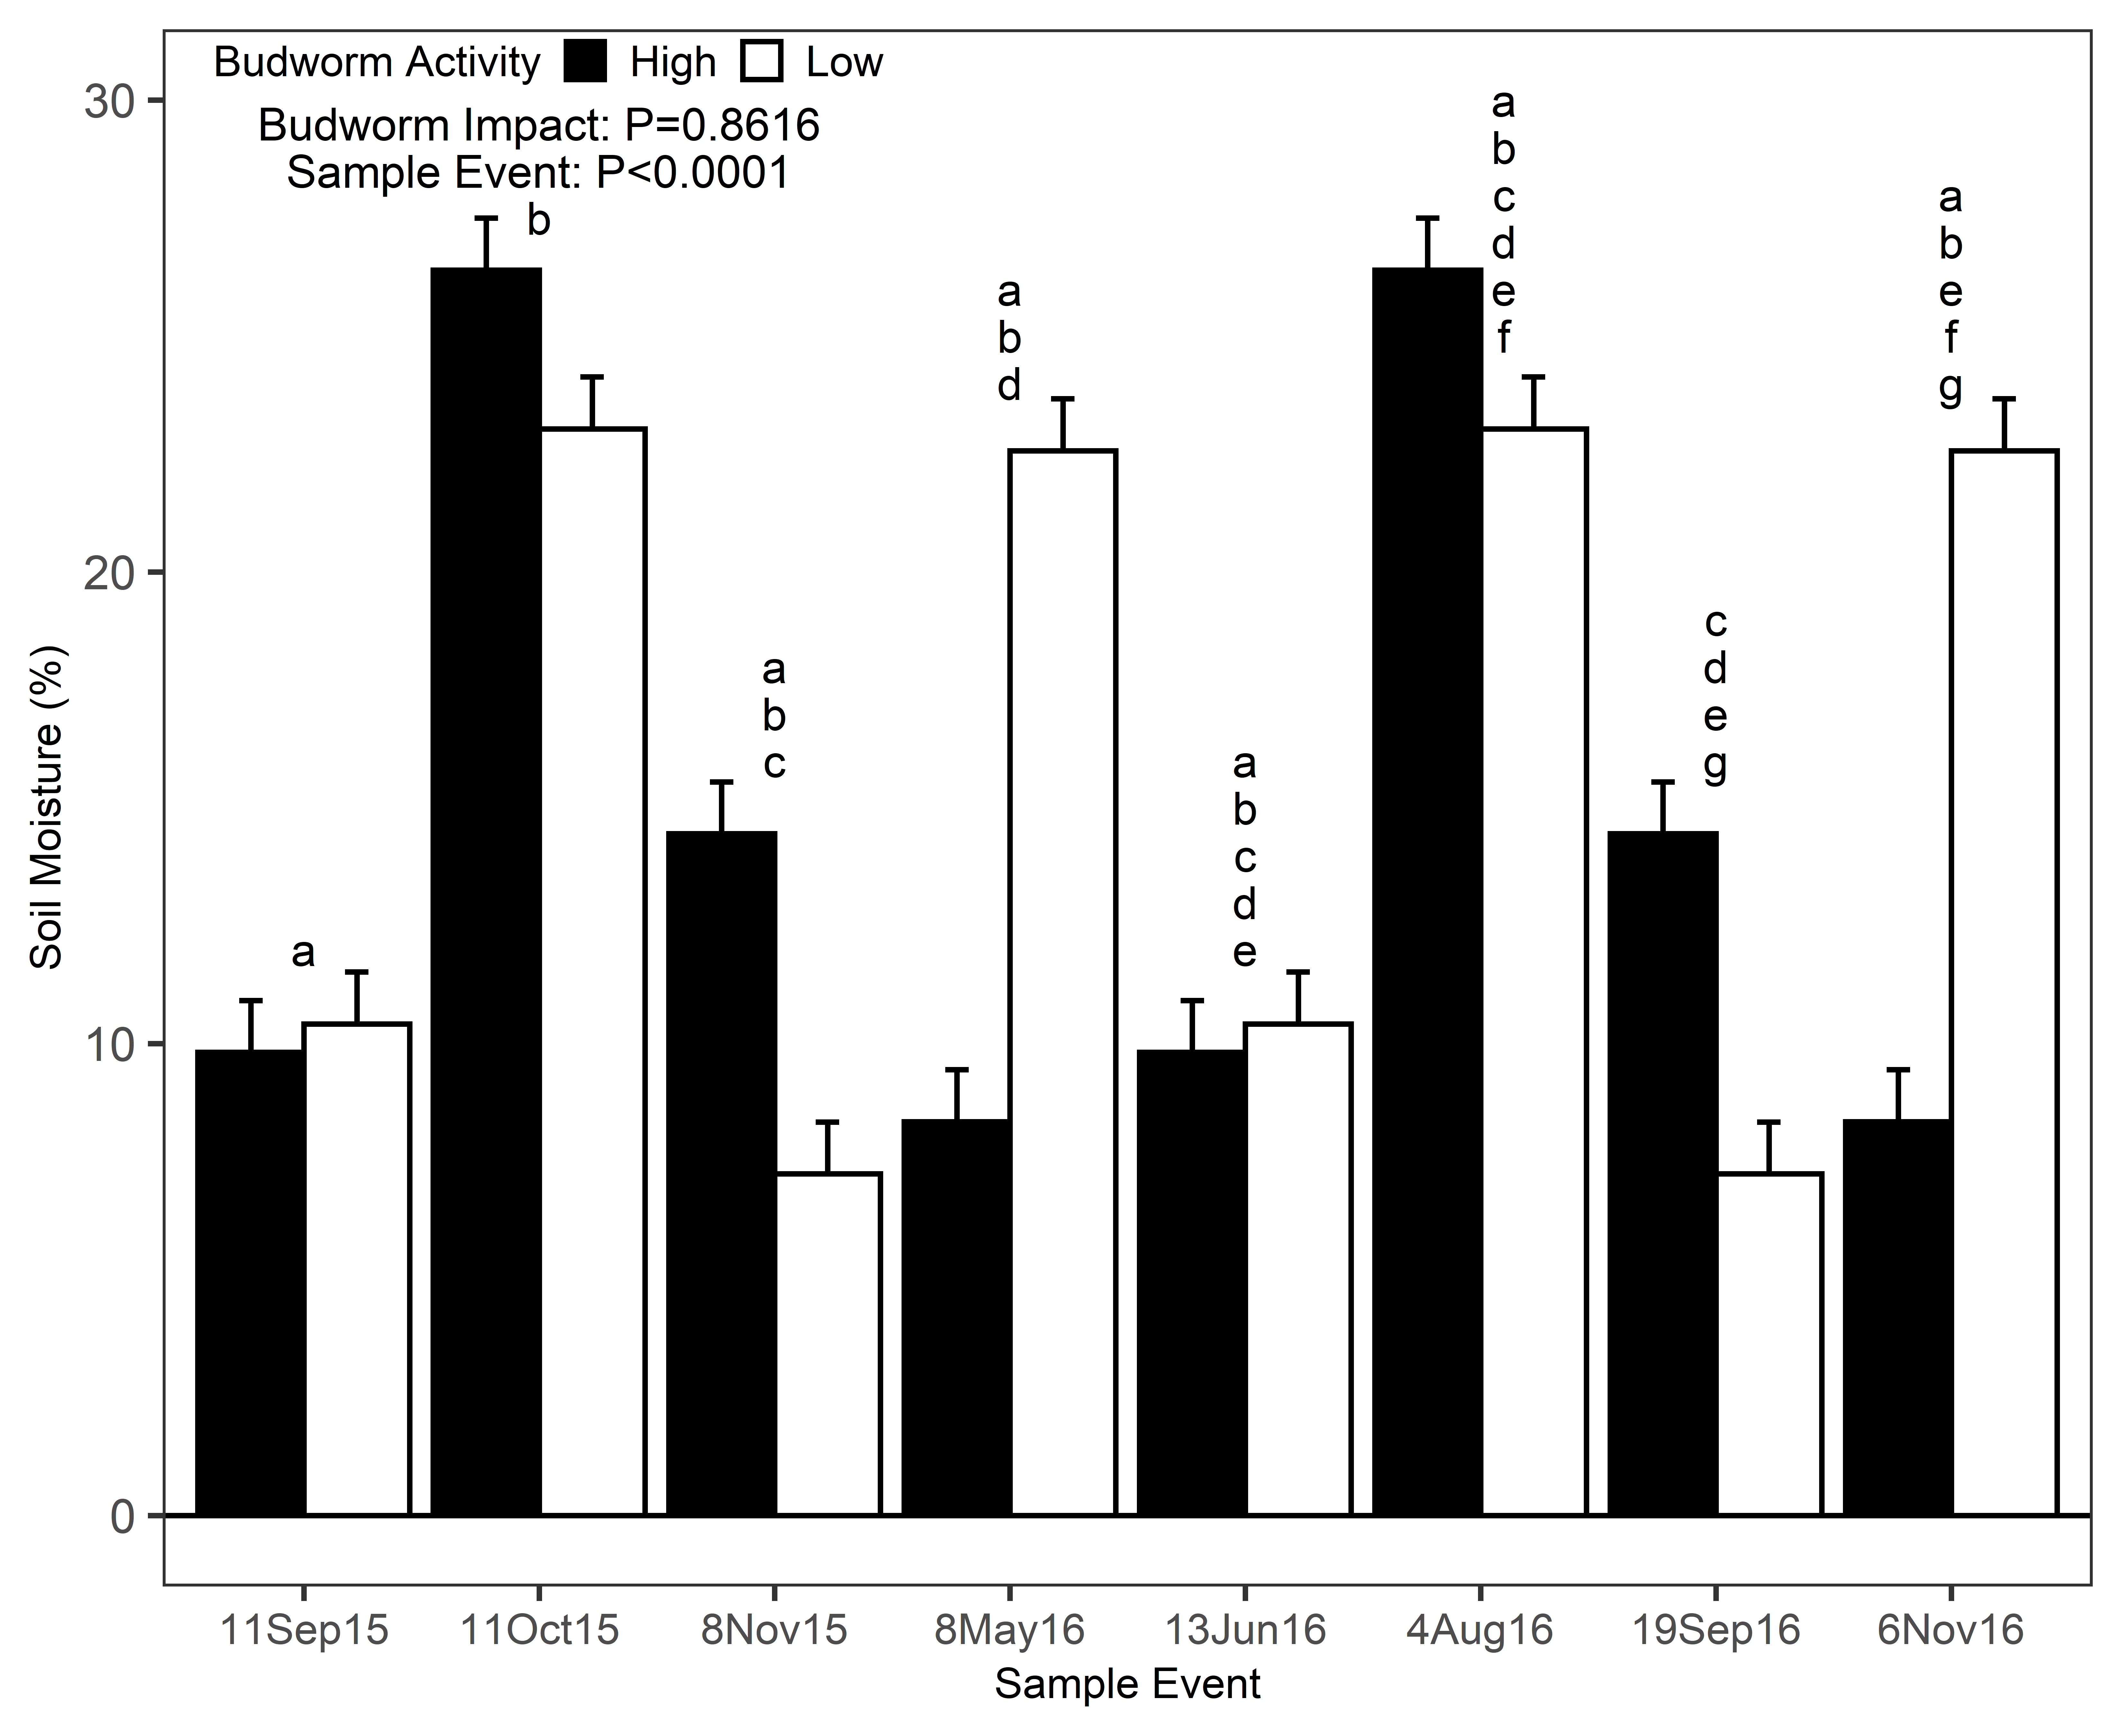 Budworm Activity High Low
Budworm Impact: P=0.8616
Sample Event: P<0.0001
30
20
10
0
Soil Moisture (%)
a
b
a
b
c
a
b
d
a
b
c
d
e
a
b
c
d
e
f
c
d
e
g
a
b
e
f
g
11Sep15 11Oct15 8Nov15 8May16 13Jun16 4Aug16 19Sep16 6Nov16
Sample Event